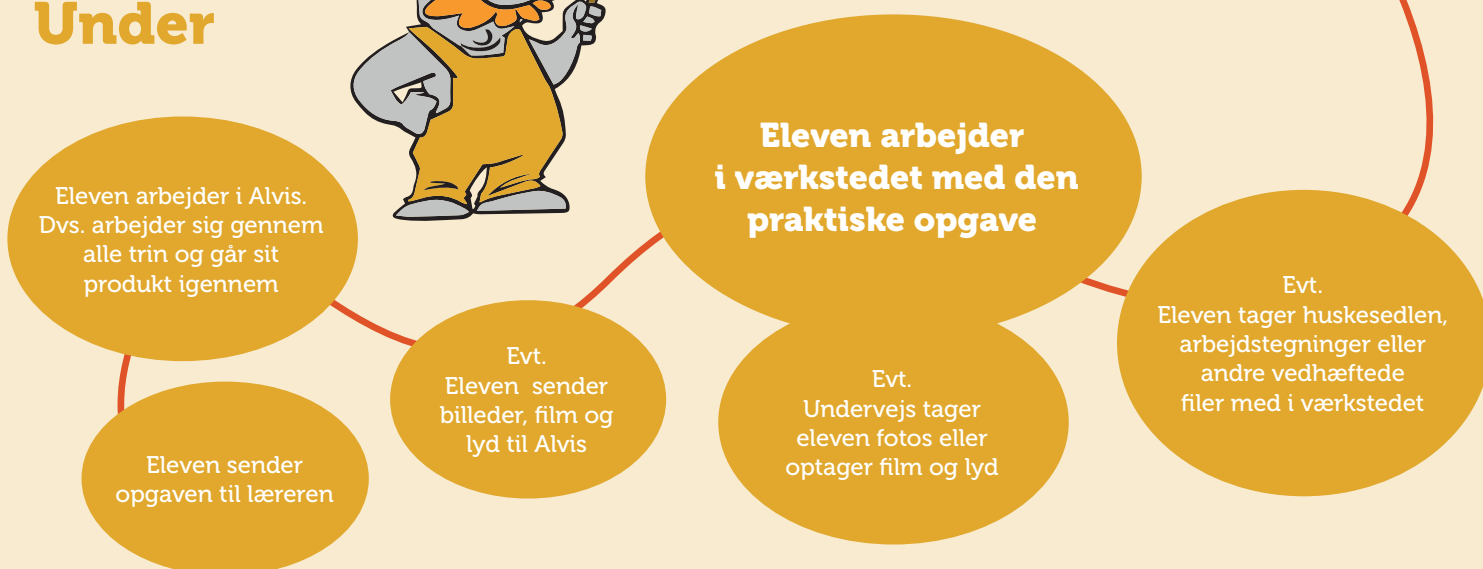 Under
Eleven arbejder
i værkstedet med den
praktiske opgave
Eleven arbejder i Alvis.
Dvs. arbejder sig gennem
alle trin og går sit
produkt igennem
Evt.
Eleven tager huskesedlen,
arbejdstegninger eller
andre vedhæftede
filer med i værkstedet
Evt.
Eleven  sender
billeder, film og
lyd til Alvis
Evt.
Undervejs tager
eleven fotos eller
optager film og lyd
Eleven sender
opgaven til læreren